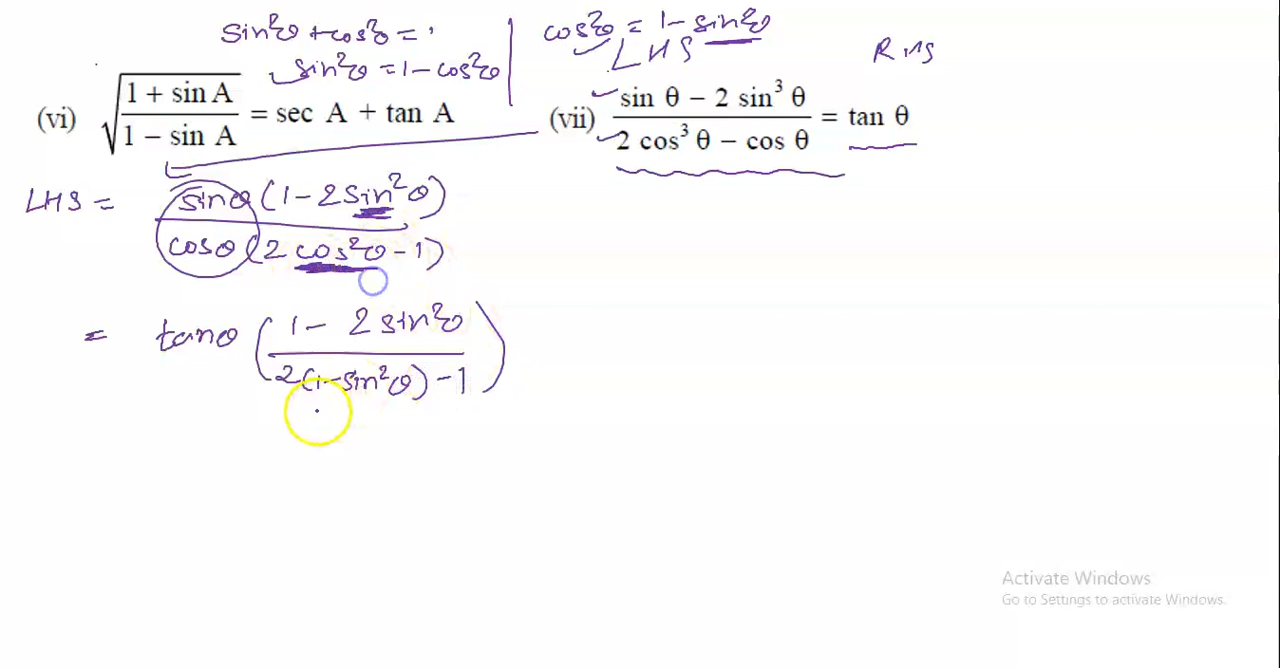 sin²θ + cos²θ = 1
sin²θ = 1 - cos²θ
cos²θ = 1 - sin²θ
LHS
RHS
(vi) √((1 + sin A)/(1 − sin A)) = sec A + tan A
(vii) (sin θ − 2 sin³ θ)/(2 cos³ θ − cos θ) = tan θ
LHS = sinθ (1 - 2sin²θ)
cosθ (2 cos²θ - 1)
= tanθ ((1 - 2 sin²θ)/(2(1 - sin²θ) - 1))
Activate Windows
Go to Settings to activate Windows.